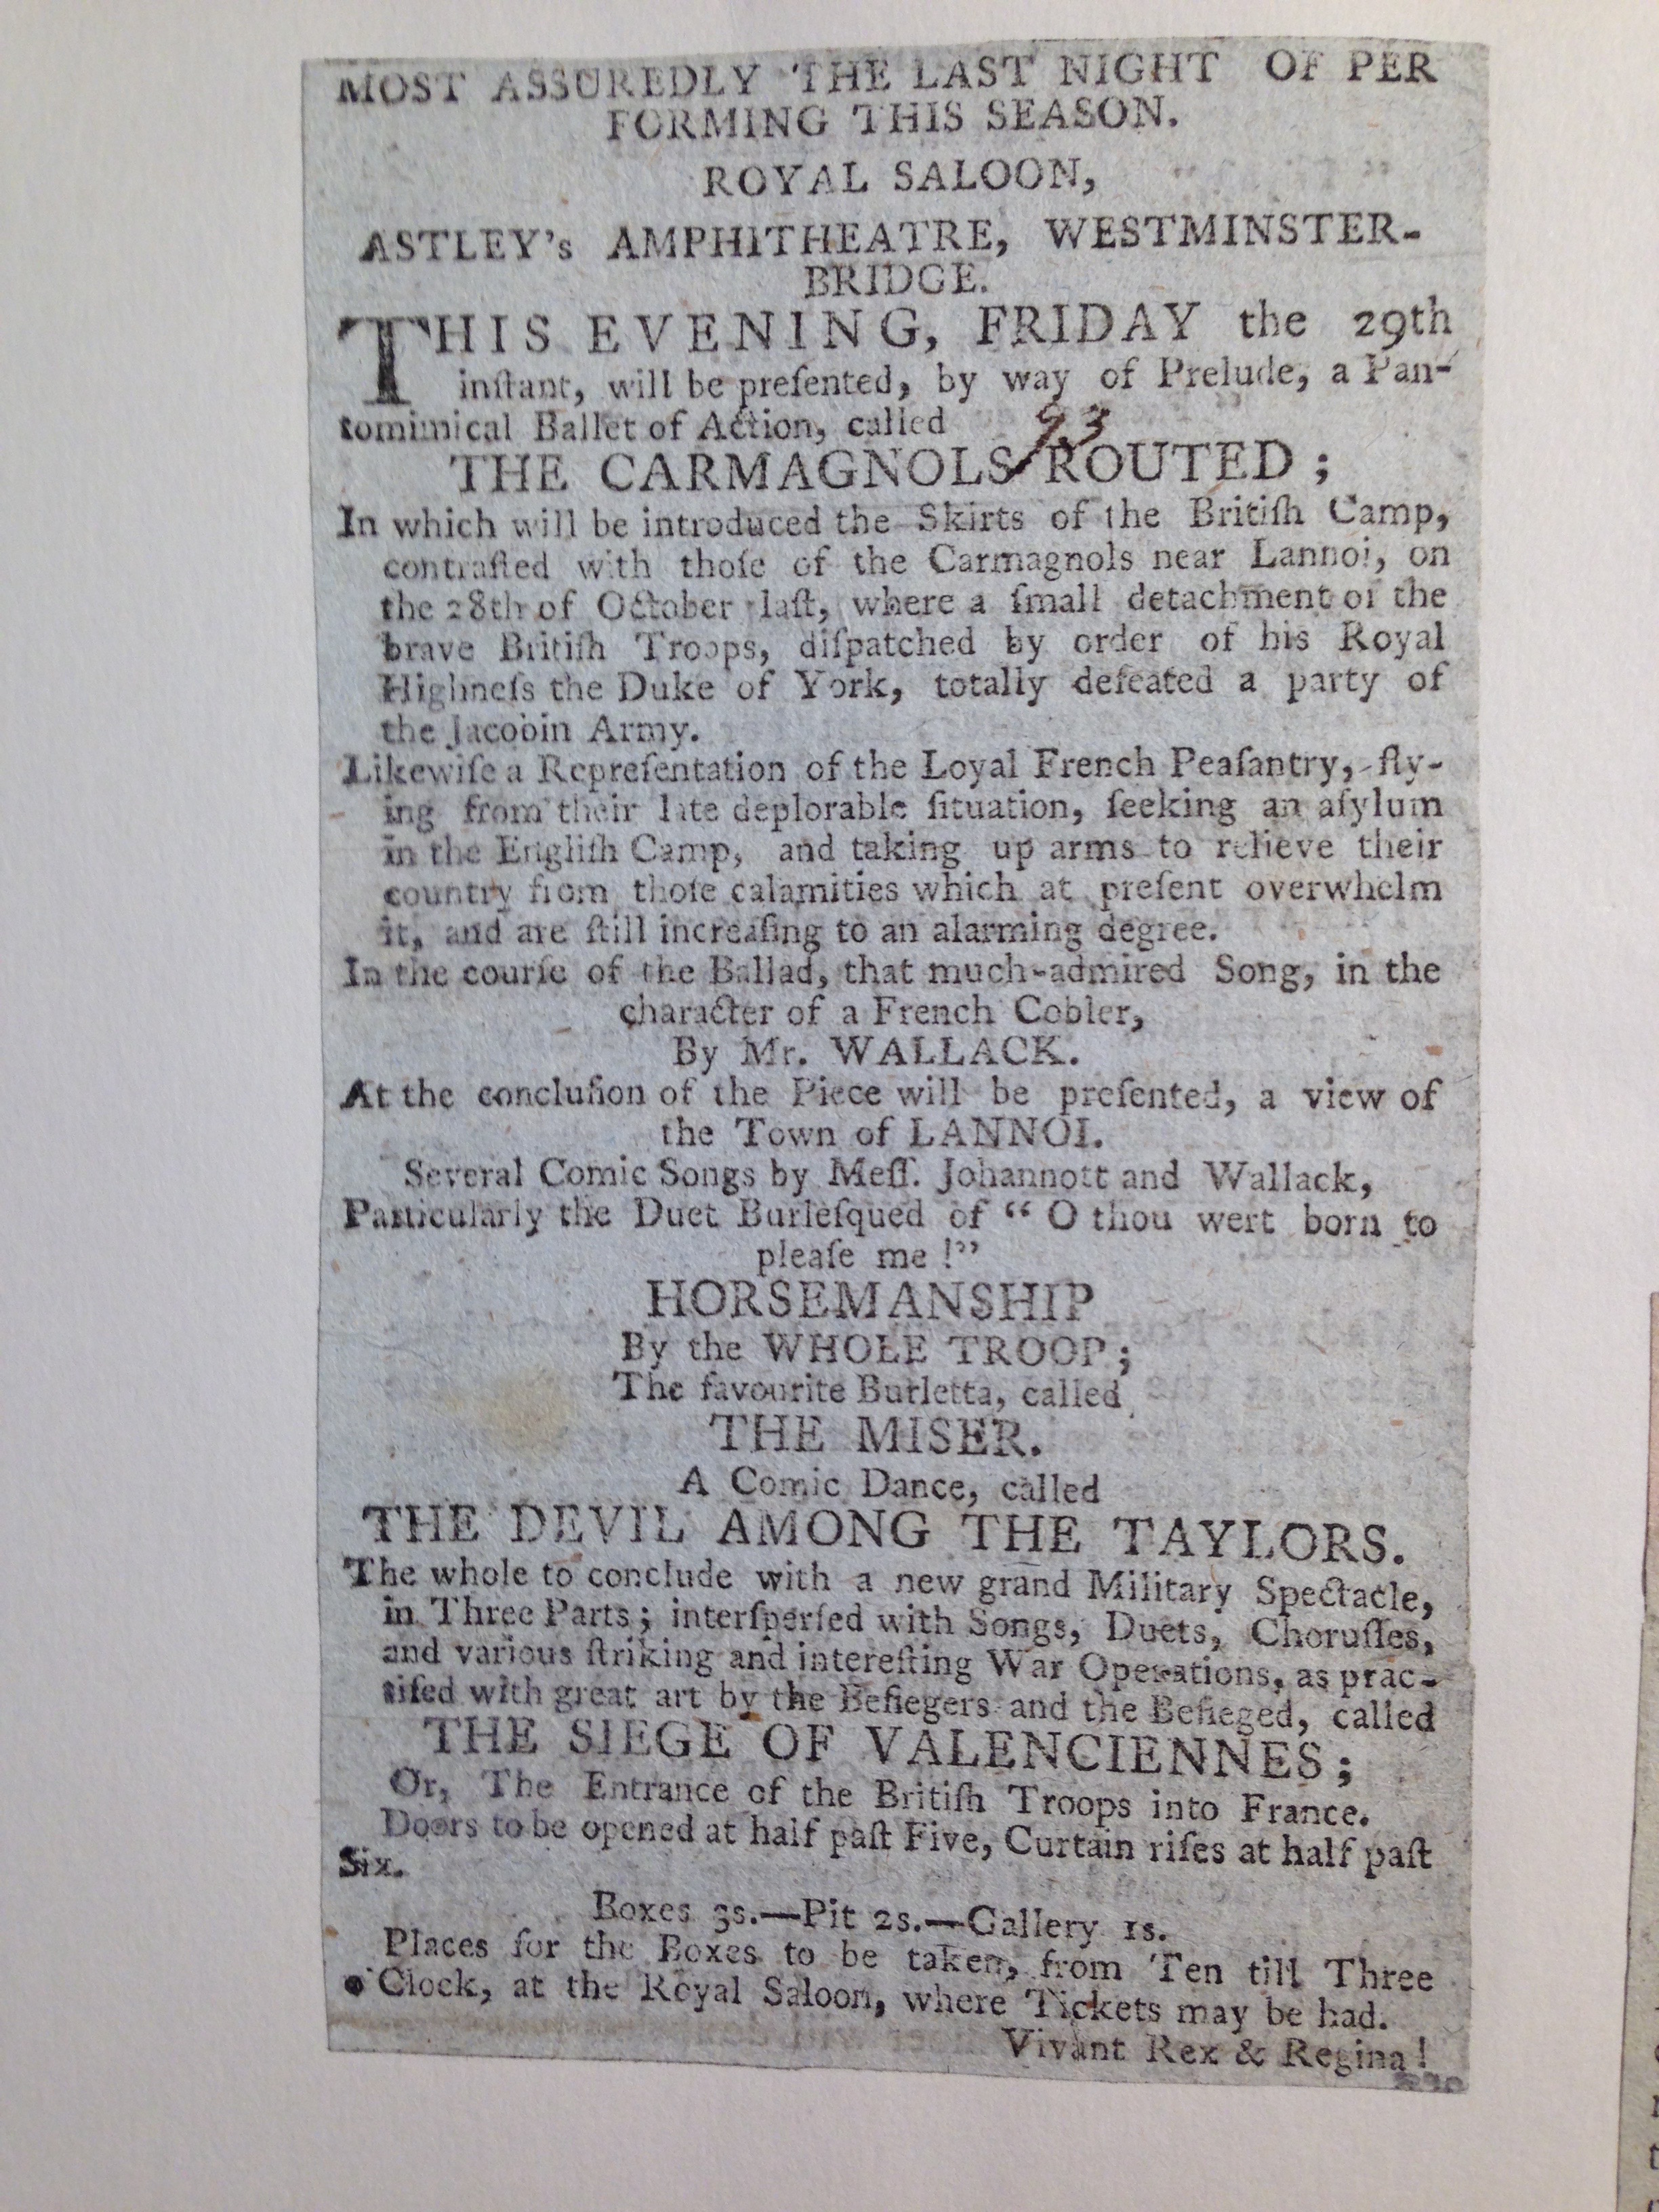 MOST ASSUREDLY THE LAST NIGHT OF PER
FORMING THIS SEASON.
ROYAL SALOON,
ASTLEY's AMPHITHEATRE, WESTMINSTER-
BRIDGE.
THIS EVENING, FRIDAY the 29th
inſtant, will be preſented, by way of Prelude, a Pan-
tomimical Ballet of Action, called
93
THE CARMAGNOLS ROUTED;
In which will be introduced the Skirts of the Britiſh Camp,
contraſted with thoſe of the Carmagnols near Lannoi, on
the 28th of October laſt, where a ſmall detachment of the
brave Britiſh Troops, diſpatched by order of his Royal
Highneſs the Duke of York, totally defeated a party of
the Jacobin Army.
Likewiſe a Repreſentation of the Loyal French Peaſantry, fly-
ing from their late deplorable ſituation, ſeeking an aſylum
in the Engliſh Camp, and taking up arms to relieve their
country from thoſe calamities which at preſent overwhelm
it, and are ſtill increaſing to an alarming degree.
In the courſe of the Ballad, that much-admired Song, in the
character of a French Cobler,
By Mr. WALLACK.
At the concluſion of the Piece will be preſented, a view of
the Town of LANNOI.
Several Comic Songs by Meſſ. Johannott and Wallack,
Particularly the Duet Burleſqued of “ O thou wert born to
pleaſe me !”
HORSEMANSHIP
By the WHOLE TROOP;
The favourite Burletta, called
THE MISER.
A Comic Dance, called
THE DEVIL AMONG THE TAYLORS.
The whole to conclude with a new grand Military Spectacle,
in Three Parts; interſperſed with Songs, Duets, Choruſſes,
and various ſtriking and intereſting War Operations, as prac-
tiſed with great art by the Beſiegers and the Beſieged, called
THE SIEGE OF VALENCIENNES;
Or, The Entrance of the Britiſh Troops into France.
Doors to be opened at half paſt Five, Curtain riſes at half paſt
Six.
Boxes 3s.—Pit 2s.—Gallery 1s.
Places for the Boxes to be taken, from Ten till Three
o'Clock, at the Royal Saloon, where Tickets may be had.
Vivant Rex & Regina!